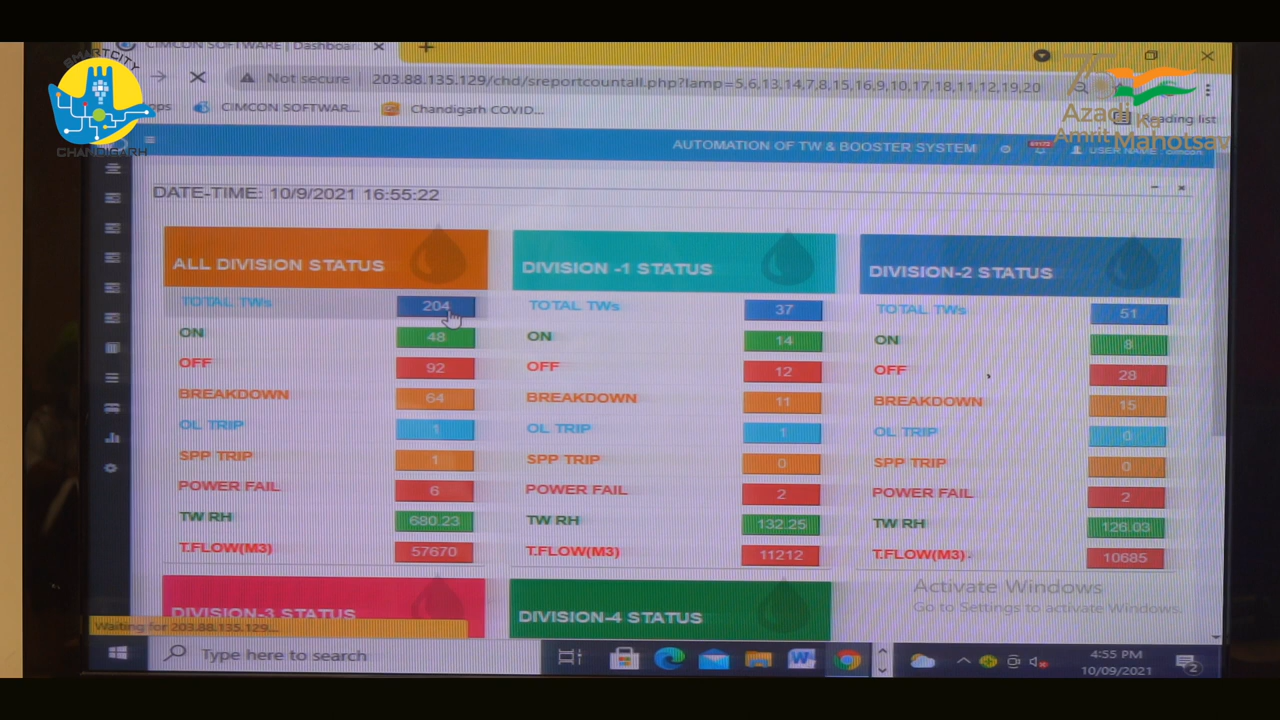 CIMCON SOFTWARE | Dashboar
SMARTCITY
CHANDIGARH
Not secure
203.88.135.129/chd/sreportcountall.php?lamp=5,6,13,14,7,8,15,16,9,10,17,18,11,12,19,20
CIMCON SOFTWAR...
Chandigarh COVID...
Reading list
75
Azadi Ka
Amrit Mahotsav
AUTOMATION OF TW & BOOSTER SYSTEM
USER NAME : cimcon
DATE-TIME: 10/9/2021 16:55:22
ALL DIVISION STATUS
TOTAL TWs 204
ON 48
OFF 92
BREAKDOWN 64
OL TRIP 1
SPP TRIP 1
POWER FAIL 6
TW RH 680.23
T.FLOW(M3) 57670
DIVISION -1 STATUS
TOTAL TWs 37
ON 14
OFF 12
BREAKDOWN 11
OL TRIP 1
SPP TRIP 0
POWER FAIL 2
TW RH 132.25
T.FLOW(M3) 11212
DIVISION-2 STATUS
TOTAL TWs 51
ON 8
OFF 28
BREAKDOWN 15
OL TRIP 0
SPP TRIP 0
POWER FAIL 2
TW RH 126.03
T.FLOW(M3) 10685
DIVISION-3 STATUS
DIVISION-4 STATUS
Activate Windows
Go to Settings to activate Windows.
Waiting for 203.88.135.129...
Type here to search
4:55 PM
10/09/2021
2